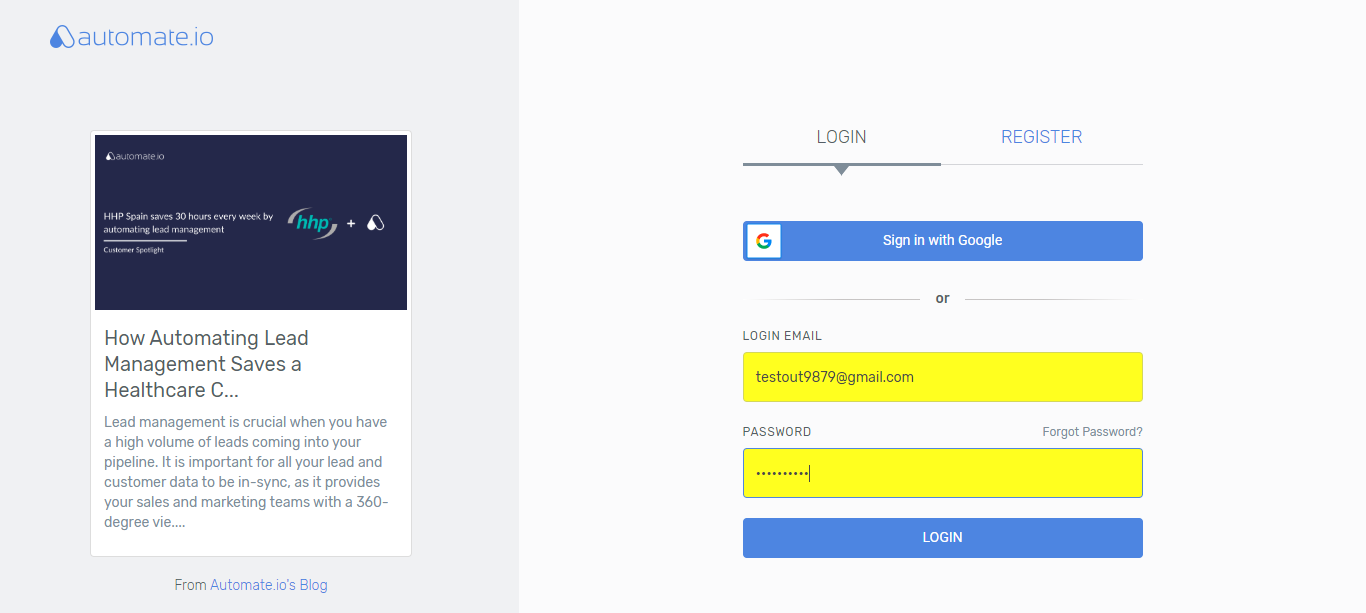 automate.io
automate.io
HHP Spain saves 30 hours every week by
automating lead management
Customer Spotlight
hhp
+
How Automating Lead
Management Saves a
Healthcare C...
Lead management is crucial when you have
a high volume of leads coming into your
pipeline. It is important for all your lead and
customer data to be in-sync, as it provides
your sales and marketing teams with a 360-
degree vie....
From Automate.io's Blog
LOGIN REGISTER
G Sign in with Google
or
LOGIN EMAIL
testout9879@gmail.com
PASSWORD Forgot Password?
••••••••••
LOGIN